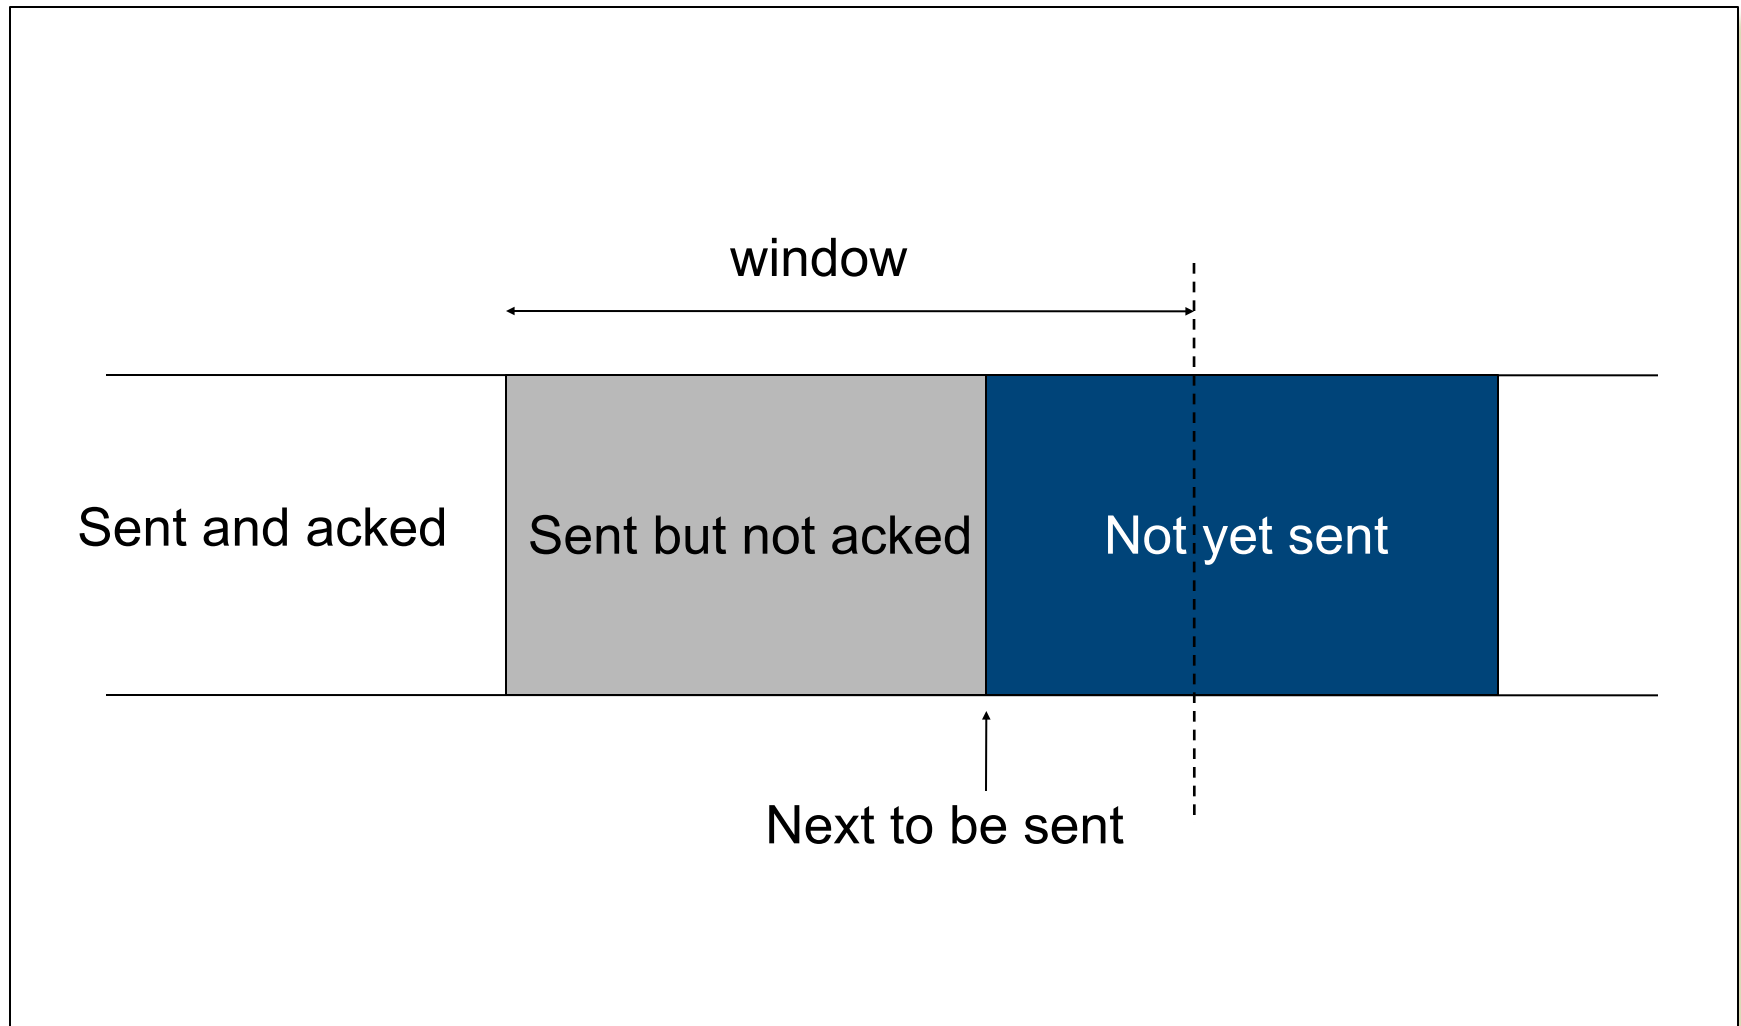 window
Sent and acked
Sent but not acked
Not yet sent
Next to be sent